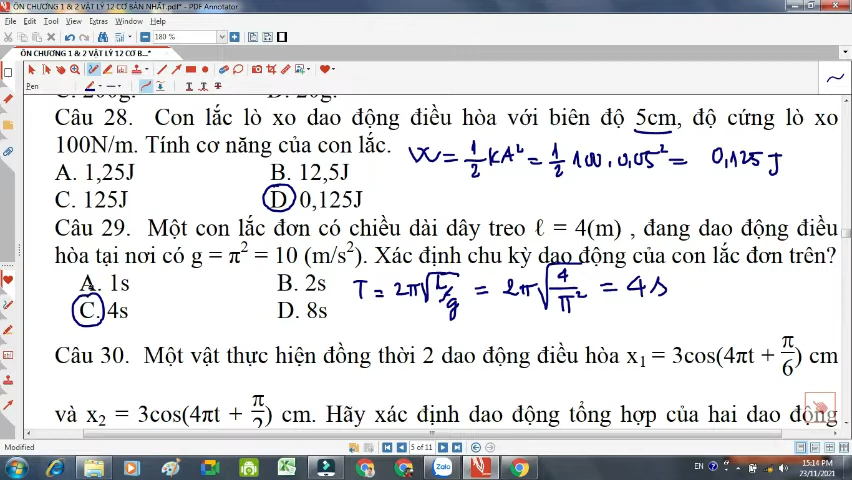 ÔN CHƯƠNG 1 & 2 VẬT LÝ 12 CƠ BẢN NHẤT.pdf* - PDF Annotator
File Edit Tool View Extras Window Help
180 %
ÔN CHƯƠNG 1 & 2 VẬT LÝ 12 CƠ B...*
Pen
C. 200g. D. 20g.
Câu 28. Con lắc lò xo dao động điều hòa với biên độ 5cm, độ cứng lò xo
100N/m. Tính cơ năng của con lắc. W = 1/2 KA² = 1/2 100 . 0,05² = 0,125 J
A. 1,25J B. 12,5J
C. 125J D. 0,125J
Câu 29. Một con lắc đơn có chiều dài dây treo ℓ = 4(m) , đang dao động điều
hòa tại nơi có g = π² = 10 (m/s²). Xác định chu kỳ dao động của con lắc đơn trên?
A. 1s B. 2s T = 2π√L/g = 2π√4/π² = 4s
C. 4s D. 8s
Câu 30. Một vật thực hiện đồng thời 2 dao động điều hòa x₁ = 3cos(4πt + π/6) cm
và x₂ = 3cos(4πt + π/2) cm. Hãy xác định dao động tổng hợp của hai dao động
Modified 5 of 11
Zalo EN 15:14 PM
23/11/2021